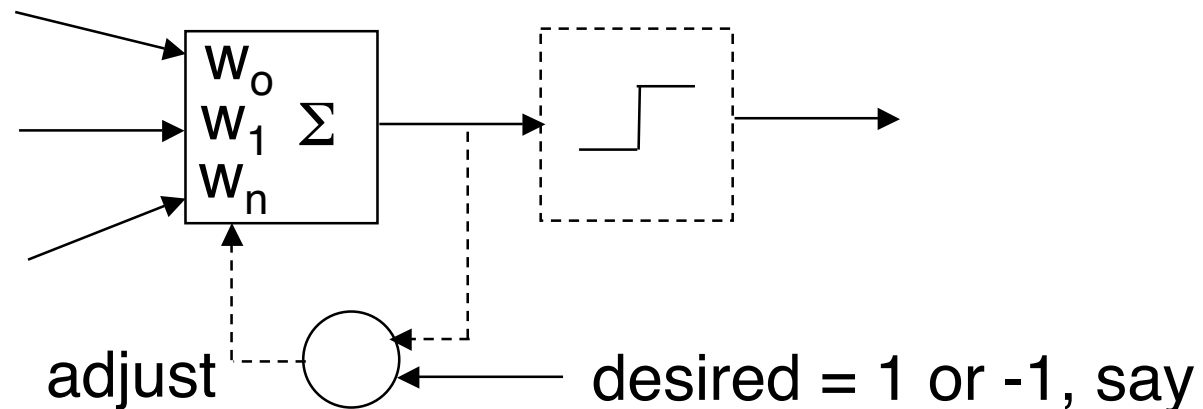 wo
w1 Σ
wn
adjust
desired = 1 or -1, say